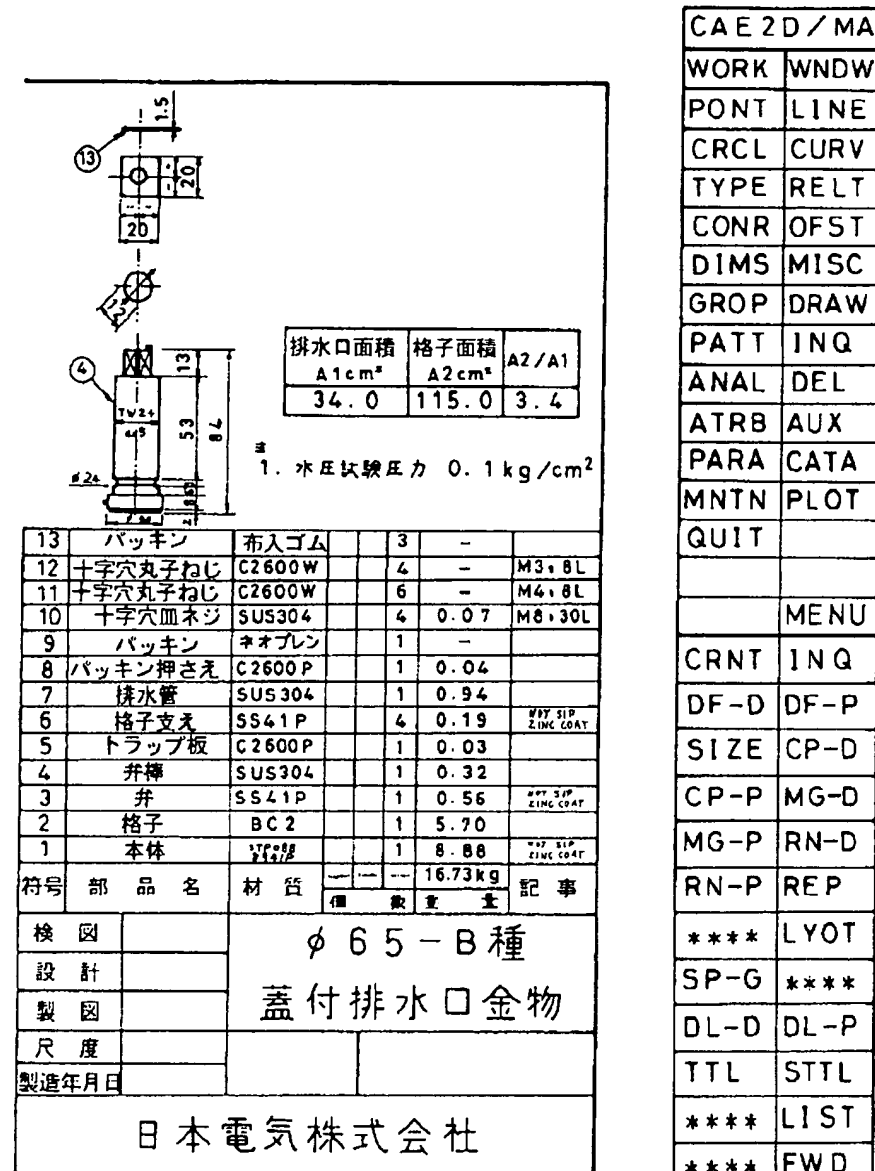 1.5
13
20
20
12
4
13
TW24
53
84
ø24
排水口面積 格子面積 A2/A1
A1cm² A2cm²
34.0 115.0 3.4
注
1. 水圧試験圧力 0.1kg/cm²
13 パッキン 布入ゴム 3 -
12 十字穴丸子ねじ C2600W 4 - M3,8L
11 十字穴丸子ねじ C2600W 6 - M4,8L
10 十字穴皿ネジ SUS304 4 0.07 M8,30L
9 パッキン ネオプレン 1 -
8 パッキン押さえ C2600P 1 0.04
7 排水管 SUS304 1 0.94
6 格子支え SS41P 4 0.19 ZINC COAT
5 トラップ板 C2600P 1 0.03
4 弁棒 SUS304 1 0.32
3 弁 SS41P 1 0.56 ZINC COAT
2 格子 BC2 1 5.70
1 本体 1 8.88 ZINC COAT
符号 部品名 材質 個数 16.73kg 重量 記事
検図
設計
製図
尺度
製造年月日
ø65-B種
蓋付排水口金物
日本電気株式会社
CAE2D/MA
WORK WNDW
PONT LINE
CRCL CURV
TYPE RELT
CONR OFST
DIMS MISC
GROP DRAW
PATT INQ
ANAL DEL
ATRB AUX
PARA CATA
MNTN PLOT
QUIT
MENU
CRNT INQ
DF-D DF-P
SIZE CP-D
CP-P MG-D
MG-P RN-D
RN-P REP
**** LYOT
SP-G ****
DL-D DL-P
TTL STTL
**** LIST
**** FWD